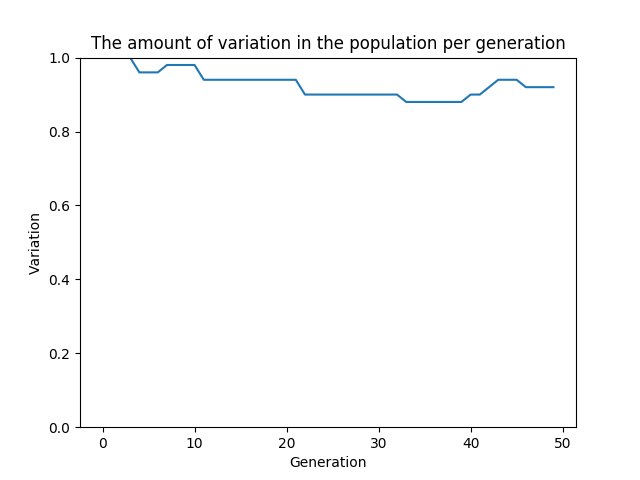 The amount of variation in the population per generation
1.0
0.8
0.6
0.4
0.2
0.0
Variation
0 10 20 30 40 50
Generation